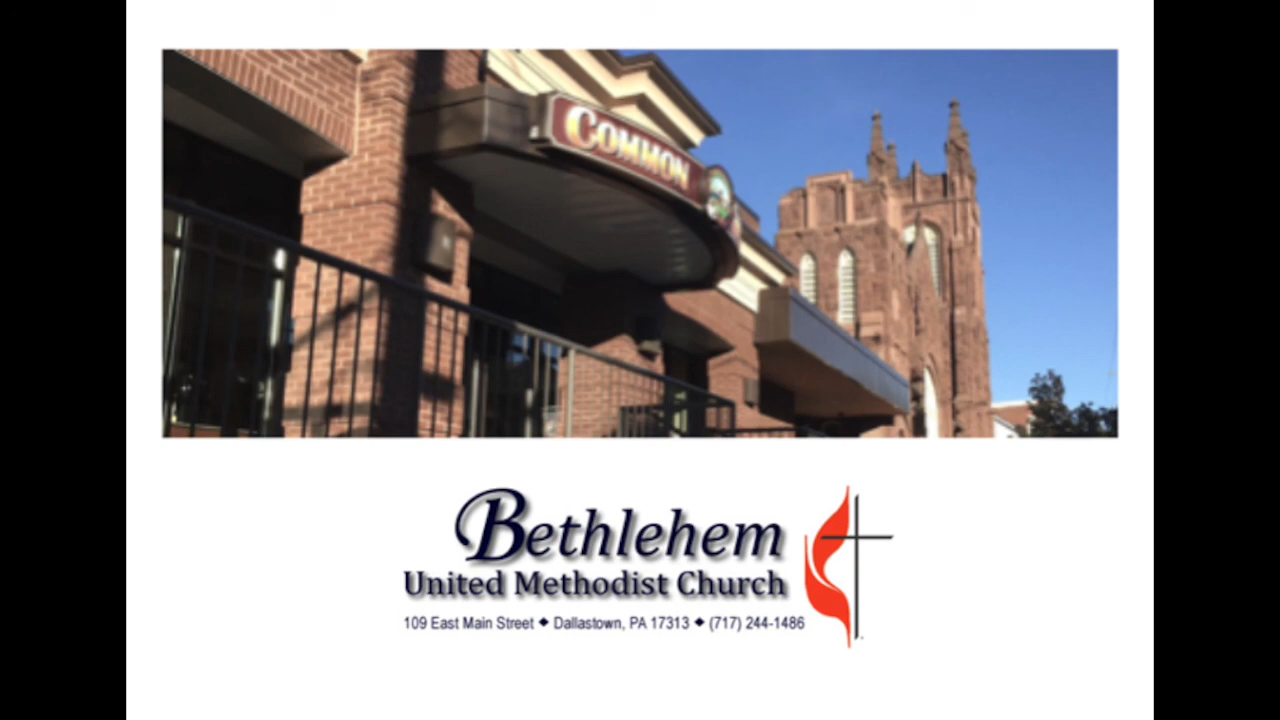 COMMON
Bethlehem
United Methodist Church
109 East Main Street ◆ Dallastown, PA 17313 ◆ (717) 244-1486